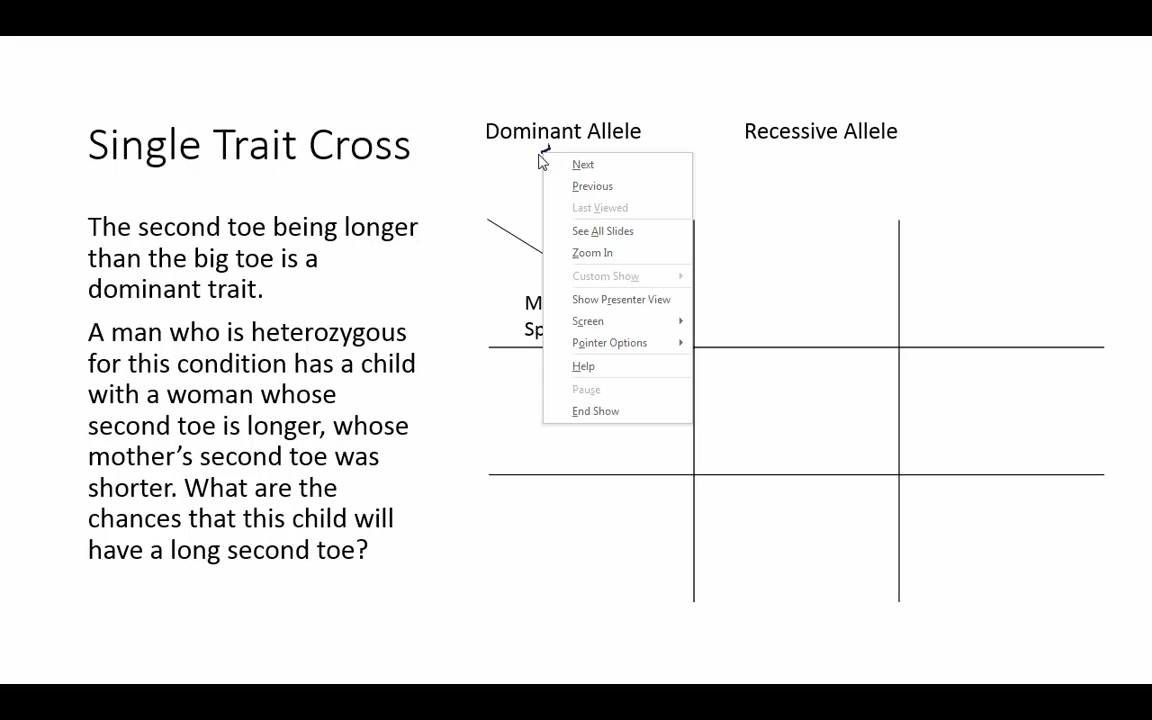 Dominant Allele
Recessive Allele
Single Trait Cross
The second toe being longer
than the big toe is a
dominant trait.
A man who is heterozygous
for this condition has a child
with a woman whose
second toe is longer, whose
mother’s second toe was
shorter. What are the
chances that this child will
have a long second toe?
Next
Previous
Last Viewed
See All Slides
Zoom In
Custom Show
Show Presenter View
Screen
Pointer Options
Help
Pause
End Show